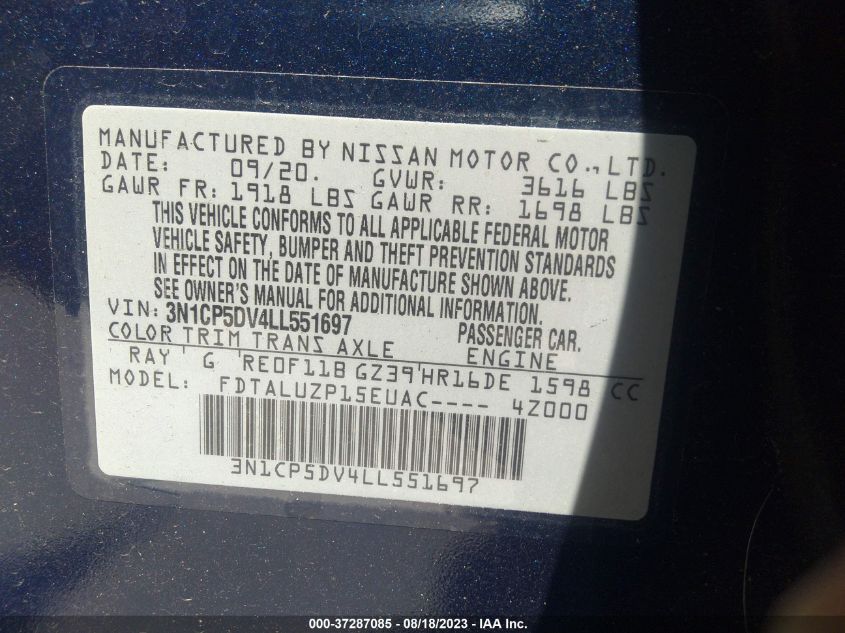 MANUFACTURED BY NISSAN MOTOR CO.,LTD.
DATE: 09/20. GVWR: 3616 LBS
GAWR FR: 1918 LBS GAWR RR: 1698 LBS
THIS VEHICLE CONFORMS TO ALL APPLICABLE FEDERAL MOTOR
VEHICLE SAFETY, BUMPER AND THEFT PREVENTION STANDARDS
IN EFFECT ON THE DATE OF MANUFACTURE SHOWN ABOVE.
SEE OWNER'S MANUAL FOR ADDITIONAL INFORMATION.
VIN: 3N1CP5DV4LL551697 PASSENGER CAR.
COLOR TRIM TRANS AXLE ENGINE
RAY G RE0F11B GZ39 HR16DE 1598 CC
MODEL: FDTALUZP15EUAC---- 4Z000
3N1CP5DV4LL551697
000-37287085 - 08/18/2023 - IAA Inc.